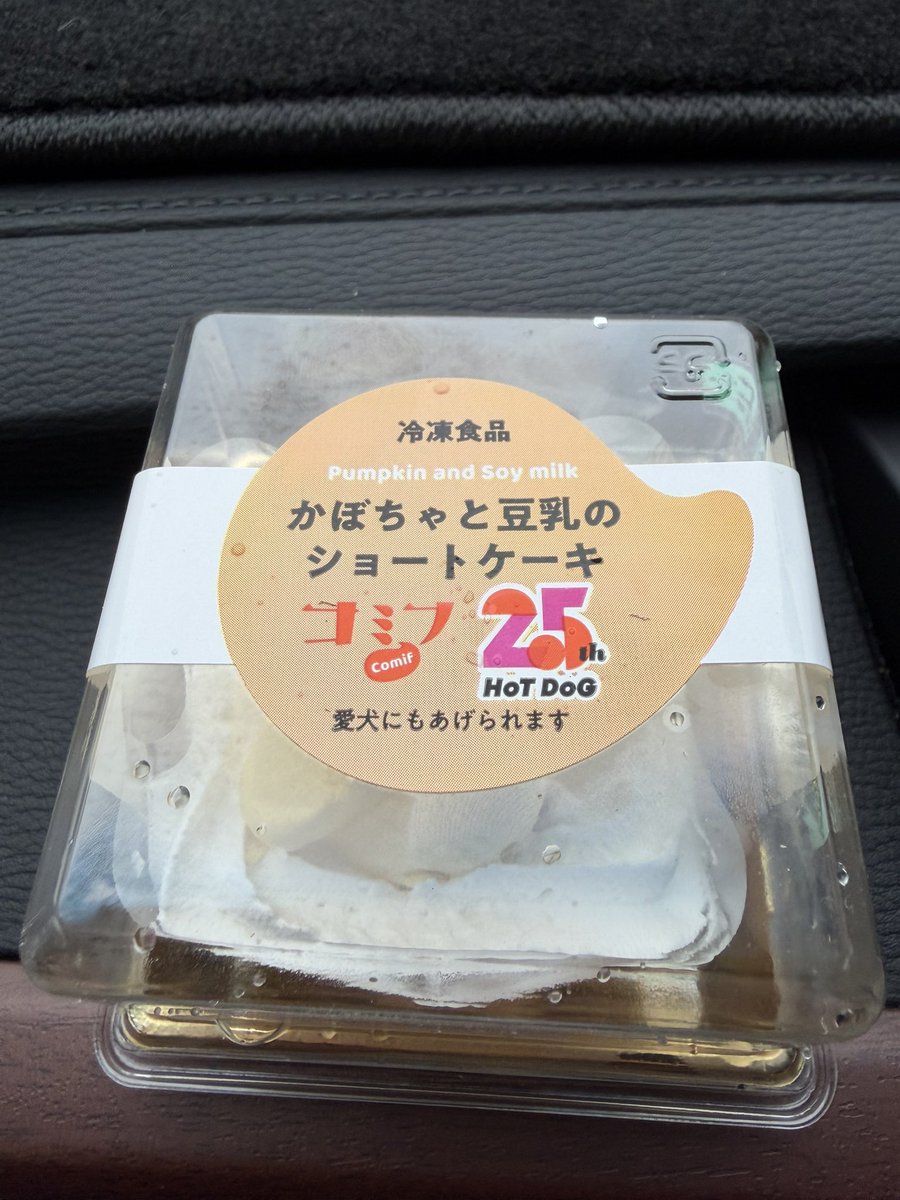 冷凍食品
Pumpkin and Soy milk
かぼちゃと豆乳の
ショートケーキ
コミフ
Comif
25th
HoT DoG
愛犬にもあげられます